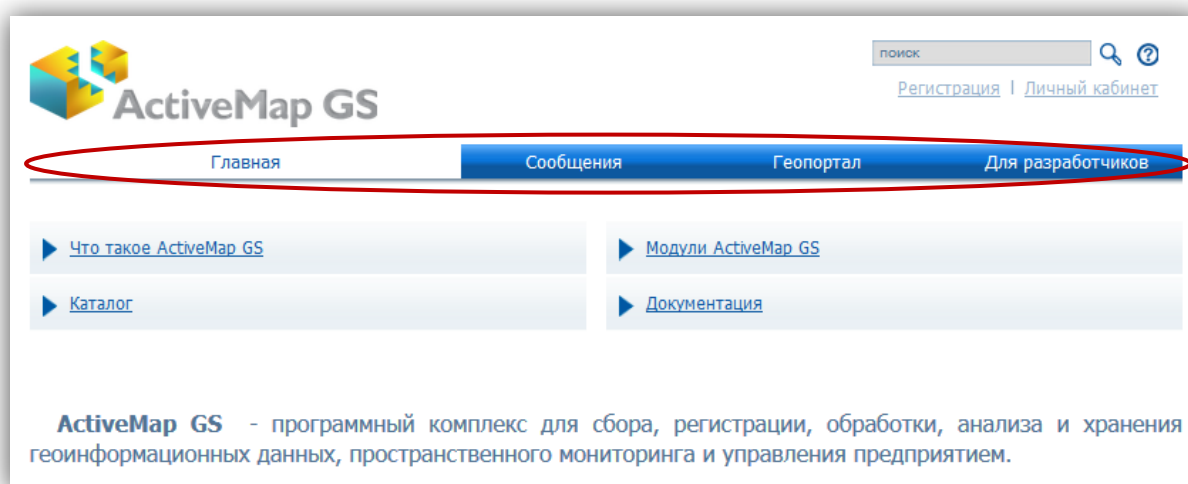 поиск
Регистрация | Личный кабинет
ActiveMap GS
Главная Сообщения Геопортал Для разработчиков
Что такое ActiveMap GS Модули ActiveMap GS
Каталог Документация
ActiveMap GS - программный комплекс для сбора, регистрации, обработки, анализа и хранения
геоинформационных данных, пространственного мониторинга и управления предприятием.